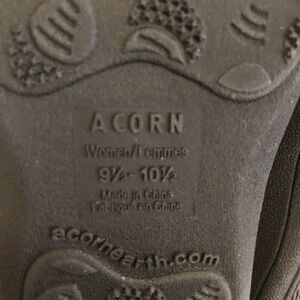 ACORN
Women/Femmes
9½-10½
Made in China
Fabriqué en Chine
acornearth.com